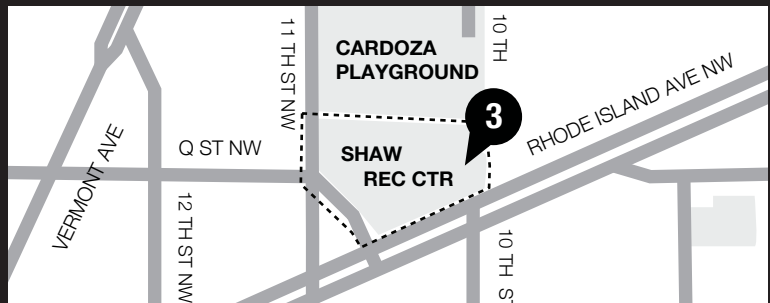 11 TH ST NW
10 TH
CARDOZA
PLAYGROUND
3
RHODE ISLAND AVE NW
Q ST NW
SHAW
REC CTR
VERMONT AVE
12 TH ST NW
10 TH ST